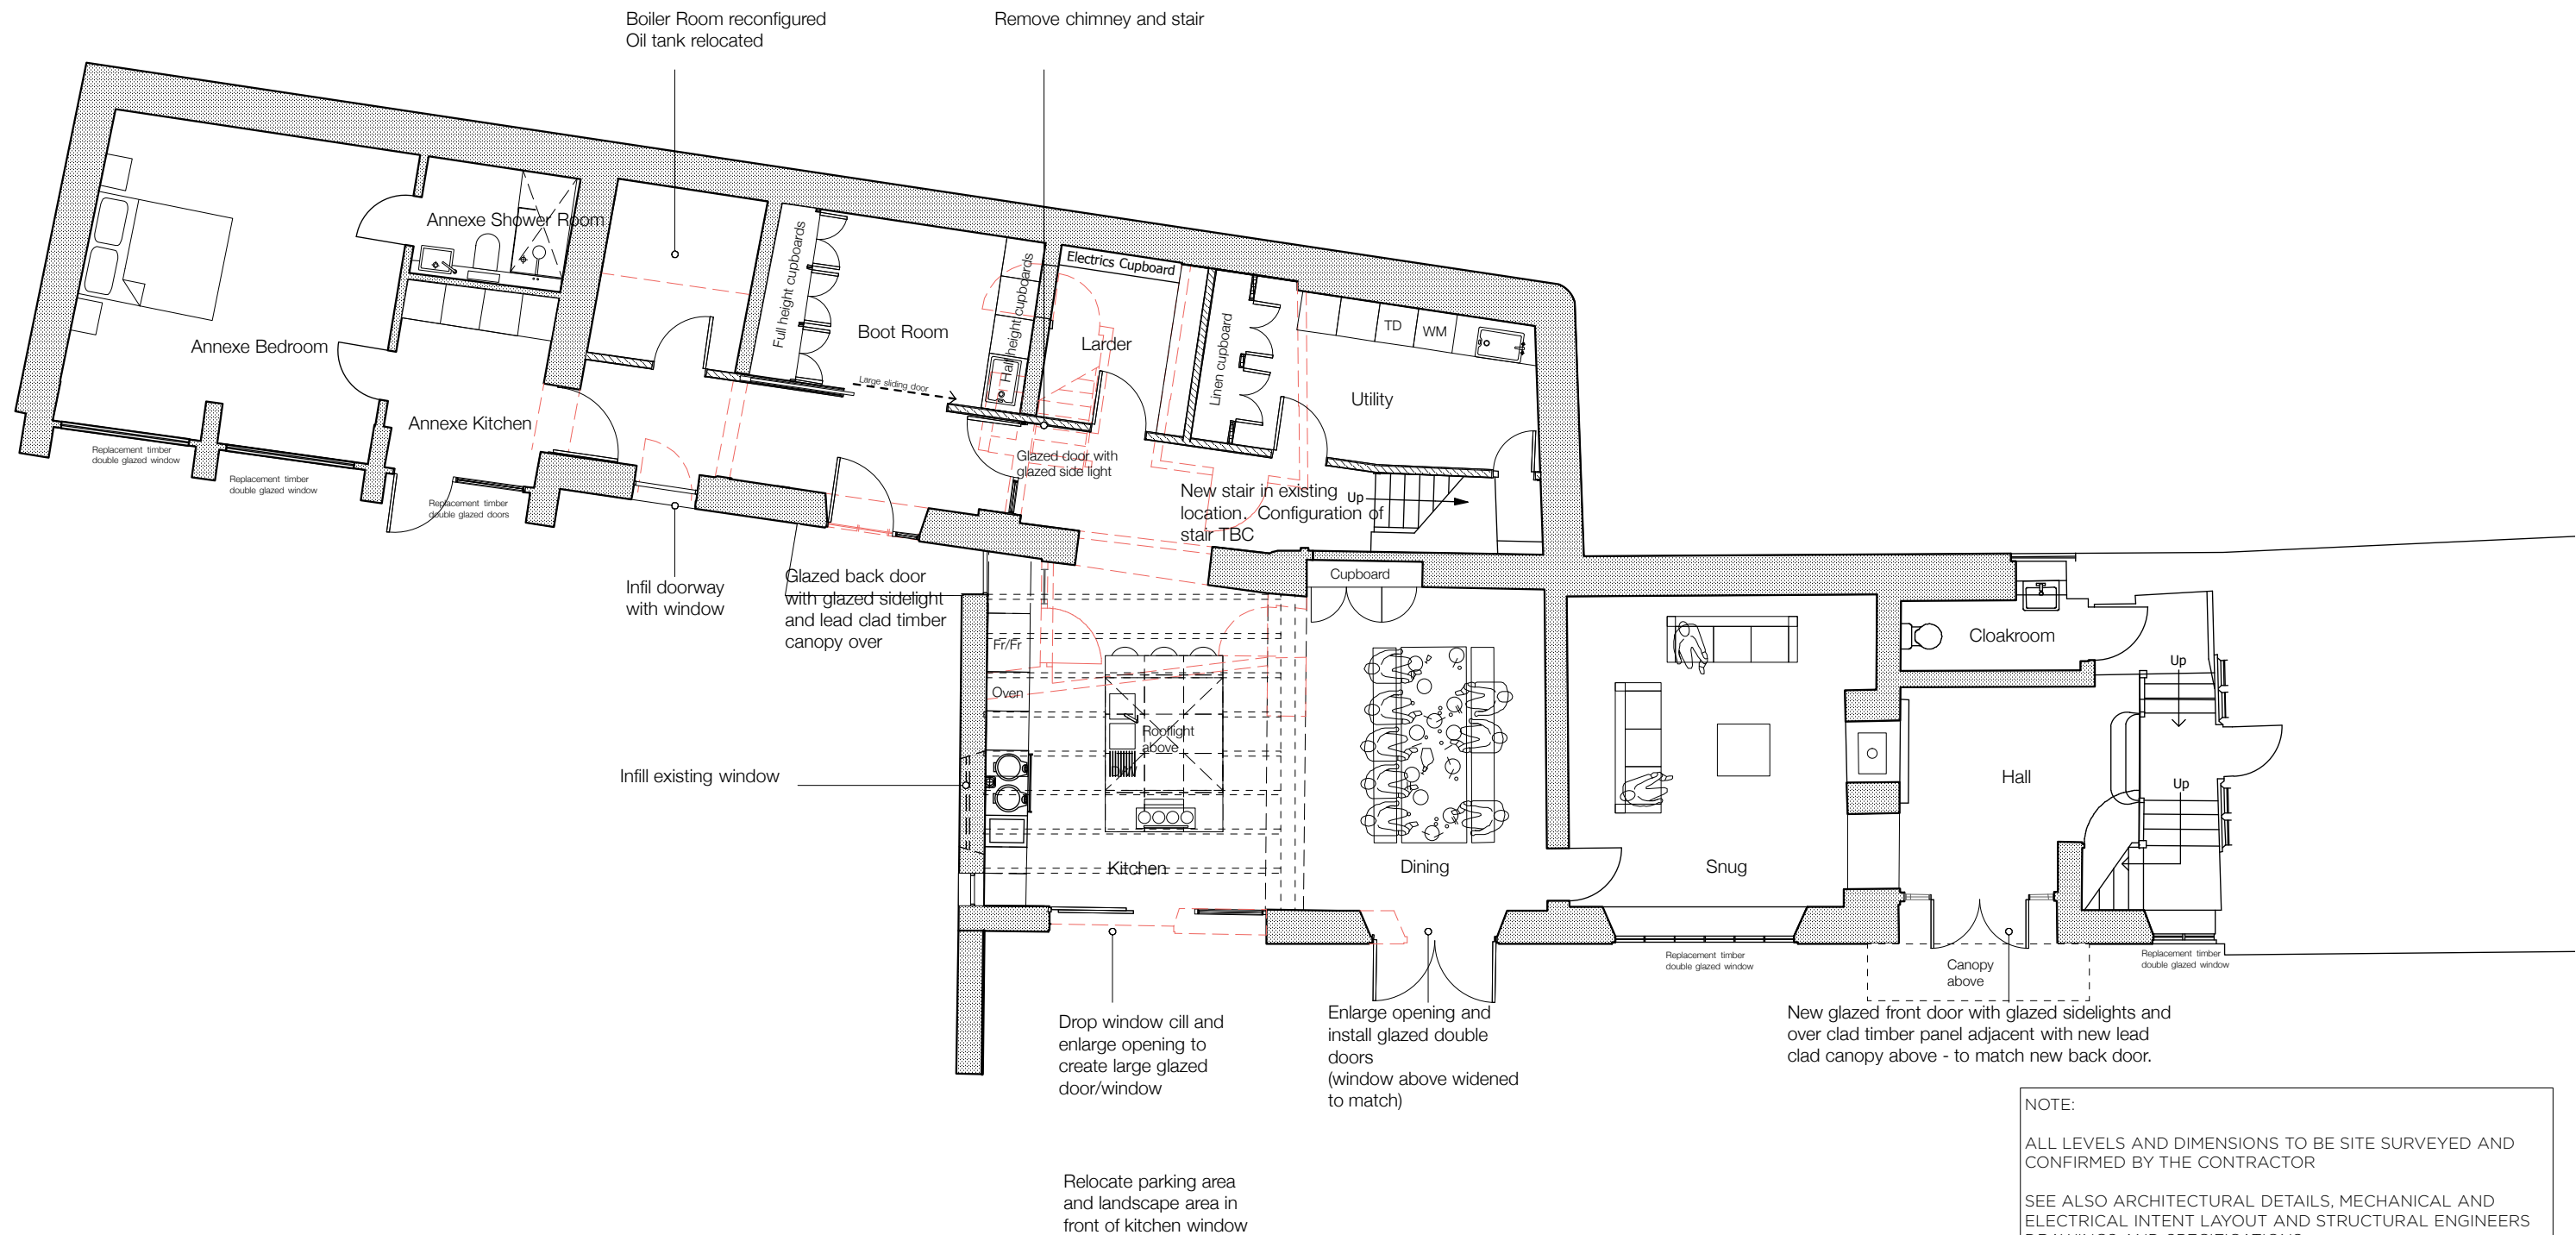 Boiler Room reconfigured
Oil tank relocated
Remove chimney and stair
Annexe Shower Room
Annexe Bedroom
Annexe Kitchen
Full height cupboards
Boot Room
Half height cupboards
Large sliding door
Electrics Cupboard
Larder
Linen cupboard
TD
WM
Utility
Replacement timber
double glazed window
Replacement timber
double glazed window
Replacement timber
double glazed doors
Glazed door with
glazed side light
New stair in existing
location. Configuration of
stair TBC
Up
Infil doorway
with window
Glazed back door
with glazed sidelight
and lead clad timber
canopy over
Cupboard
Fr/Fr
Oven
Rooflight
above
Infill existing window
Kitchen
Dining
Snug
Cloakroom
Hall
Up
Up
Replacement timber
double glazed window
Canopy
above
Replacement timber
double glazed window
Drop window cill and
enlarge opening to
create large glazed
door/window
Enlarge opening and
install glazed double
doors
(window above widened
to match)
New glazed front door with glazed sidelights and
over clad timber panel adjacent with new lead
clad canopy above - to match new back door.
Relocate parking area
and landscape area in
front of kitchen window
NOTE:
ALL LEVELS AND DIMENSIONS TO BE SITE SURVEYED AND
CONFIRMED BY THE CONTRACTOR
SEE ALSO ARCHITECTURAL DETAILS, MECHANICAL AND
ELECTRICAL INTENT LAYOUT AND STRUCTURAL ENGINEERS